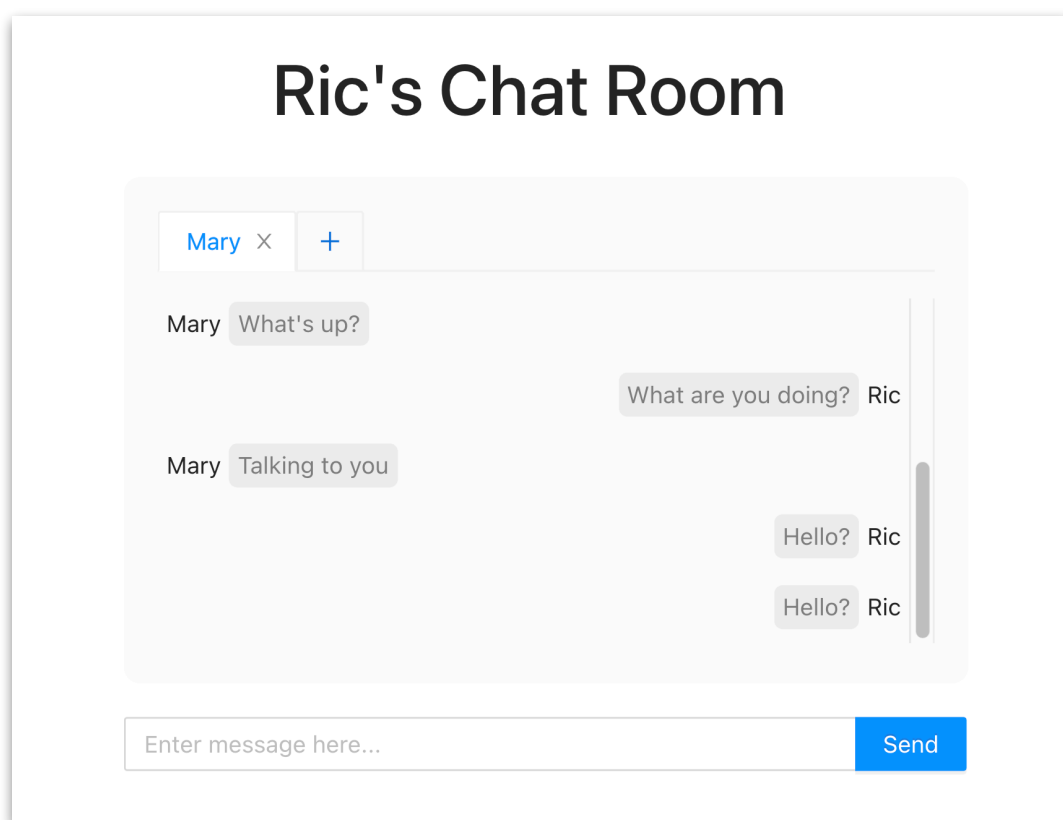 Ric's Chat Room
Mary
Mary What's up?
What are you doing? Ric
Mary Talking to you
Hello? Ric
Hello? Ric
Enter message here... Send